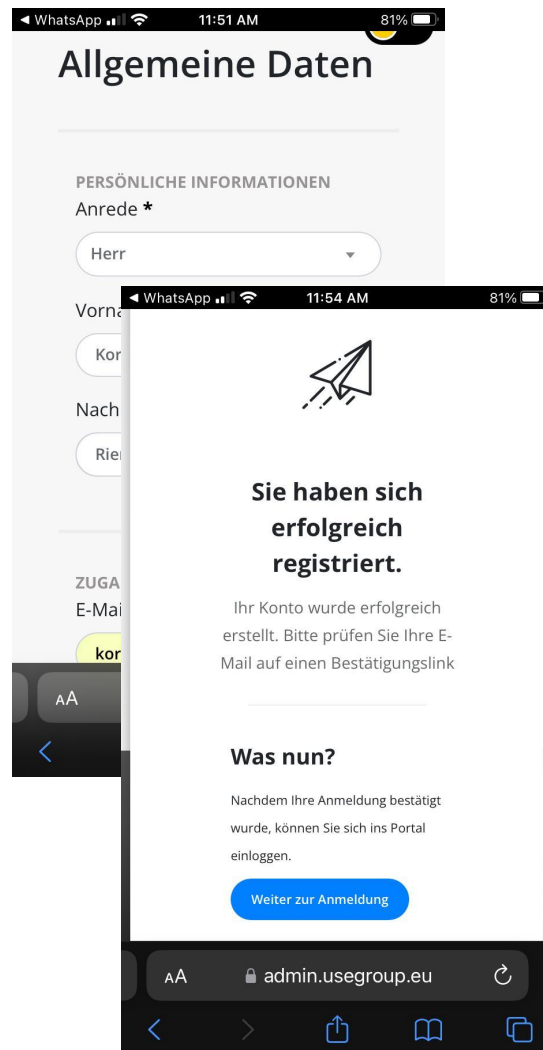 WhatsApp 11:51 AM 81%
Allgemeine Daten
PERSÖNLICHE INFORMATIONEN
Anrede *
Herr
WhatsApp 11:54 AM 81%
Sie haben sich
erfolgreich
registriert.
Ihr Konto wurde erfolgreich
erstellt. Bitte prüfen Sie Ihre E-
Mail auf einen Bestätigungslink
Was nun?
Nachdem Ihre Anmeldung bestätigt
wurde, können Sie sich ins Portal
einloggen.
Weiter zur Anmeldung
AA
AA admin.usegroup.eu